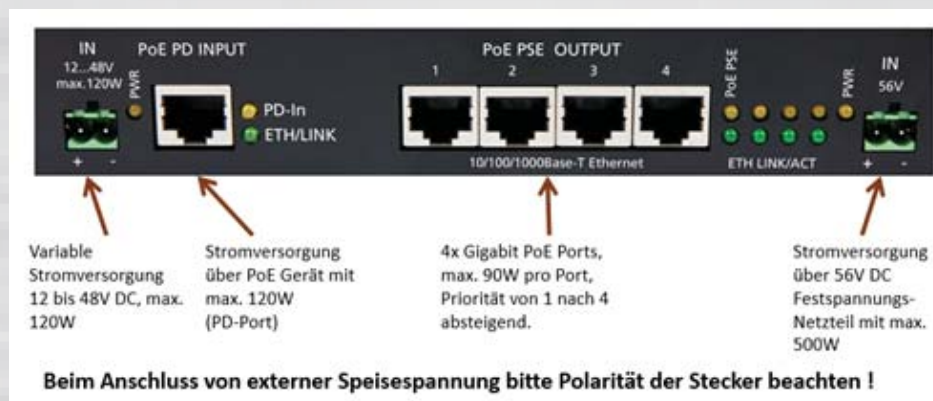 IN
12...48V
max.120W
PWR
+ -
PoE PD INPUT
PD-In
ETH/LINK
PoE PSE OUTPUT
1 2 3 4
10/100/1000Base-T Ethernet
PoE PSE
ETH LINK/ACT
PWR
IN
56V
+ -
Variable
Stromversorgung
12 bis 48V DC, max.
120W
Stromversorgung
über PoE Gerät mit
max. 120W
(PD-Port)
4x Gigabit PoE Ports,
max. 90W pro Port,
Priorität von 1 nach 4
absteigend.
Stromversorgung
über 56V DC
Festspannungs-
Netzteil mit max.
500W
Beim Anschluss von externer Speisespannung bitte Polarität der Stecker beachten !